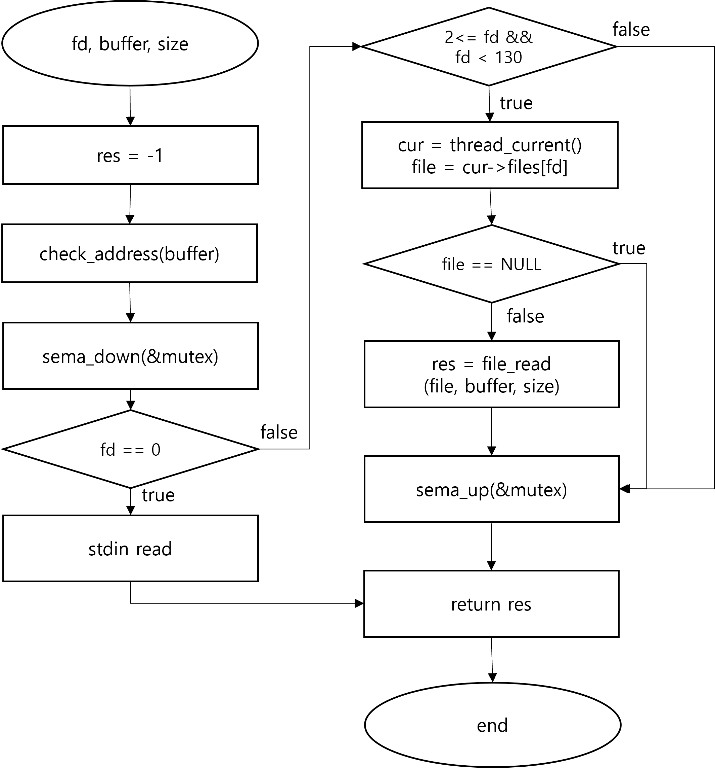 fd, buffer, size
res = -1
check_address(buffer)
sema_down(&mutex)
fd == 0
false
true
stdin read
2<= fd &&
fd < 130
false
true
cur = thread_current()
file = cur->files[fd]
file == NULL
true
false
res = file_read
(file, buffer, size)
sema_up(&mutex)
return res
end